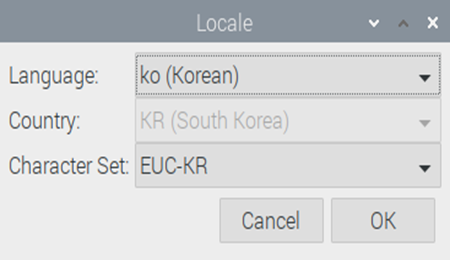 Locale
Language: ko (Korean)
Country: KR (South Korea)
Character Set: EUC-KR
Cancel OK